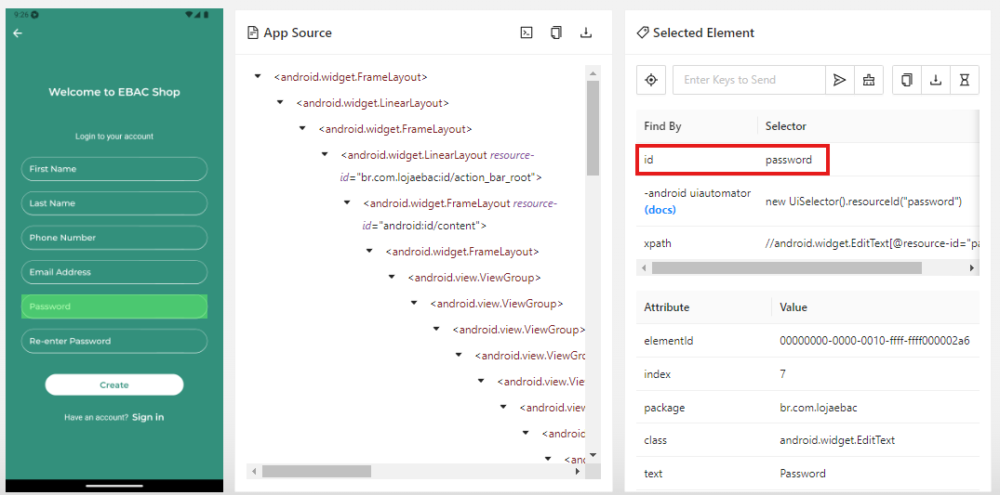 9:26
Welcome to EBAC Shop
Login to your account
First Name
Last Name
Phone Number
Email Address
Password
Re-enter Password
Create
Have an account? Sign in
App Source
<android.widget.FrameLayout>
<android.widget.LinearLayout>
<android.widget.FrameLayout>
<android.widget.LinearLayout resource-
id="br.com.lojaebac:id/action_bar_root">
<android.widget.FrameLayout resource-
id="android:id/content">
<android.widget.FrameLayout>
<android.view.ViewGroup>
<android.view.ViewGroup>
<android.view.ViewGroup>
<android.view.ViewGro
<android.view.Vie
<android.view
<android
<and
Selected Element
Enter Keys to Send
Find By Selector
id password
-android uiautomator
(docs) new UiSelector().resourceId("password")
xpath //android.widget.EditText[@resource-id="pa
Attribute Value
elementId 00000000-0000-0010-ffff-ffff000002a6
index 7
package br.com.lojaebac
class android.widget.EditText
text Password